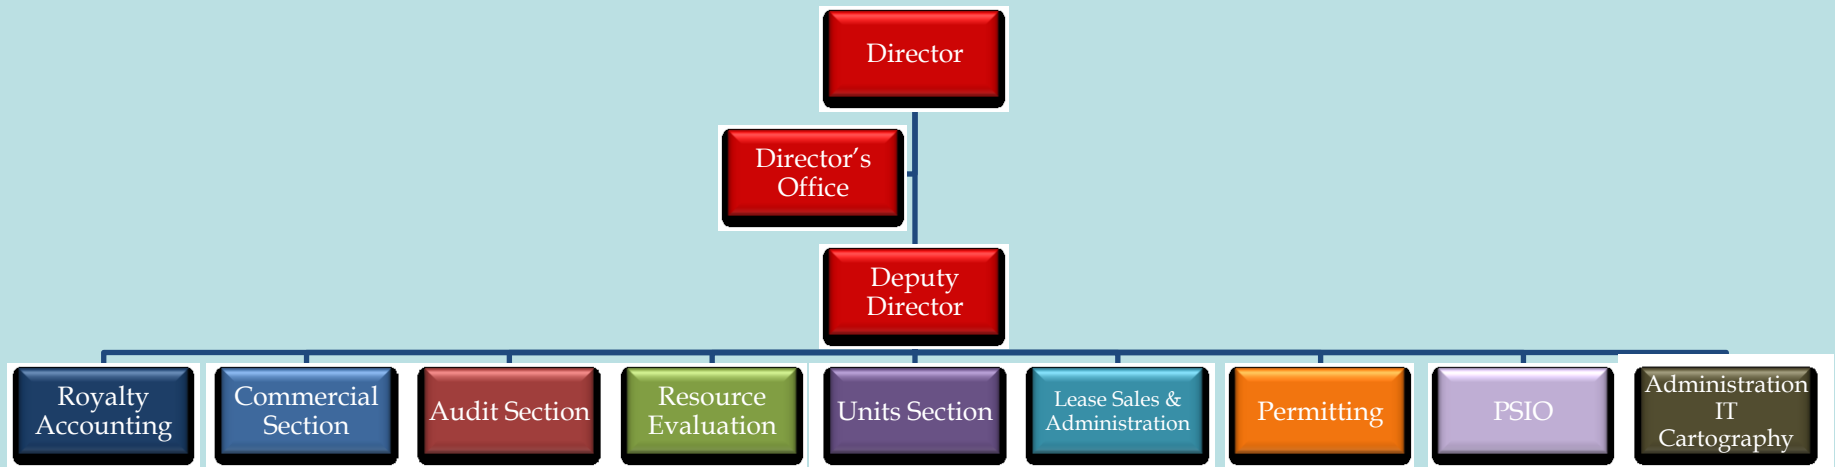 Director
Director’s
Office
Deputy
Director
Royalty
Accounting
Commercial
Section
Audit Section
Resource
Evaluation
Units Section
Lease Sales &
Administration
Permitting
PSIO
Administration
IT
Cartography